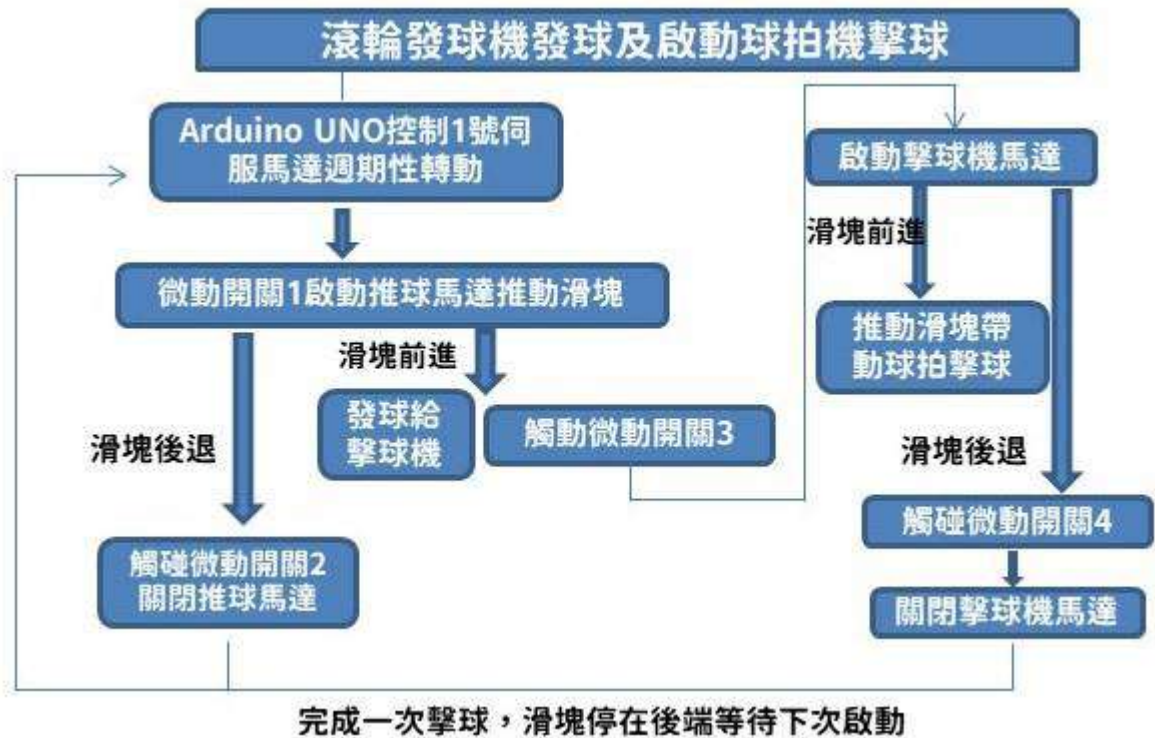 滾輪發球機發球及啟動球拍機擊球
Arduino UNO控制1號伺
服馬達週期性轉動
微動開關1啟動推球馬達推動滑塊
滑塊前進
發球給
擊球機
觸動微動開關3
滑塊後退
觸碰微動開關2
關閉推球馬達
啟動擊球機馬達
滑塊前進
推動滑塊帶
動球拍擊球
滑塊後退
觸碰微動開關4
關閉擊球機馬達
完成一次擊球，滑塊停在後端等待下次啟動